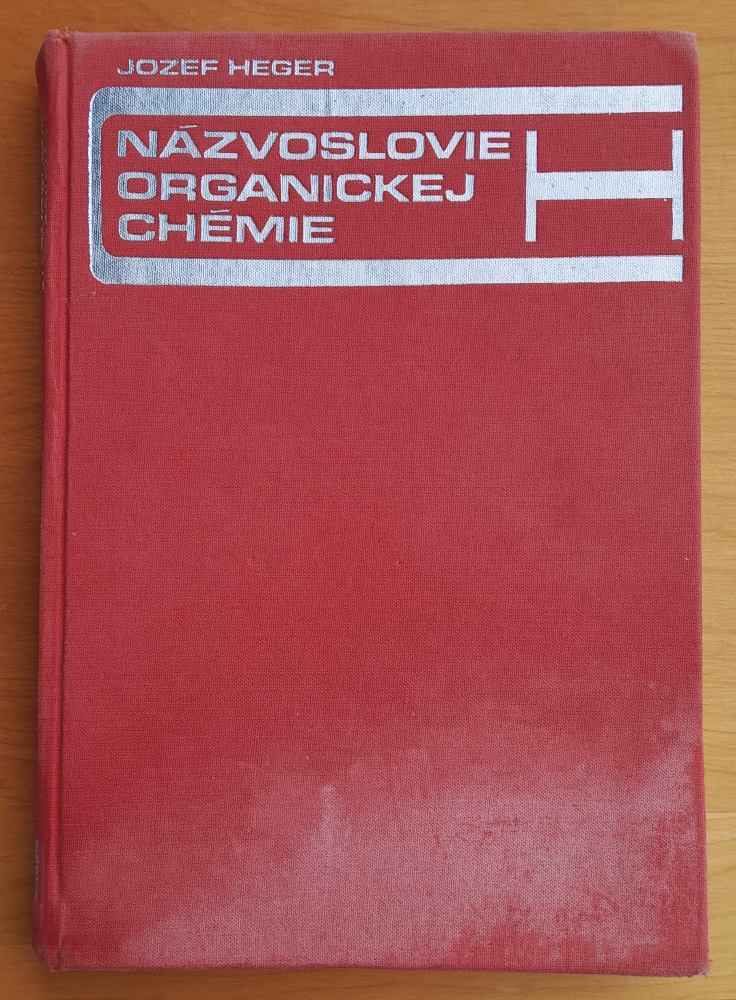 JOZEF HEGER
NÁZVOSLOVIE
ORGANICKEJ
CHÉMIE